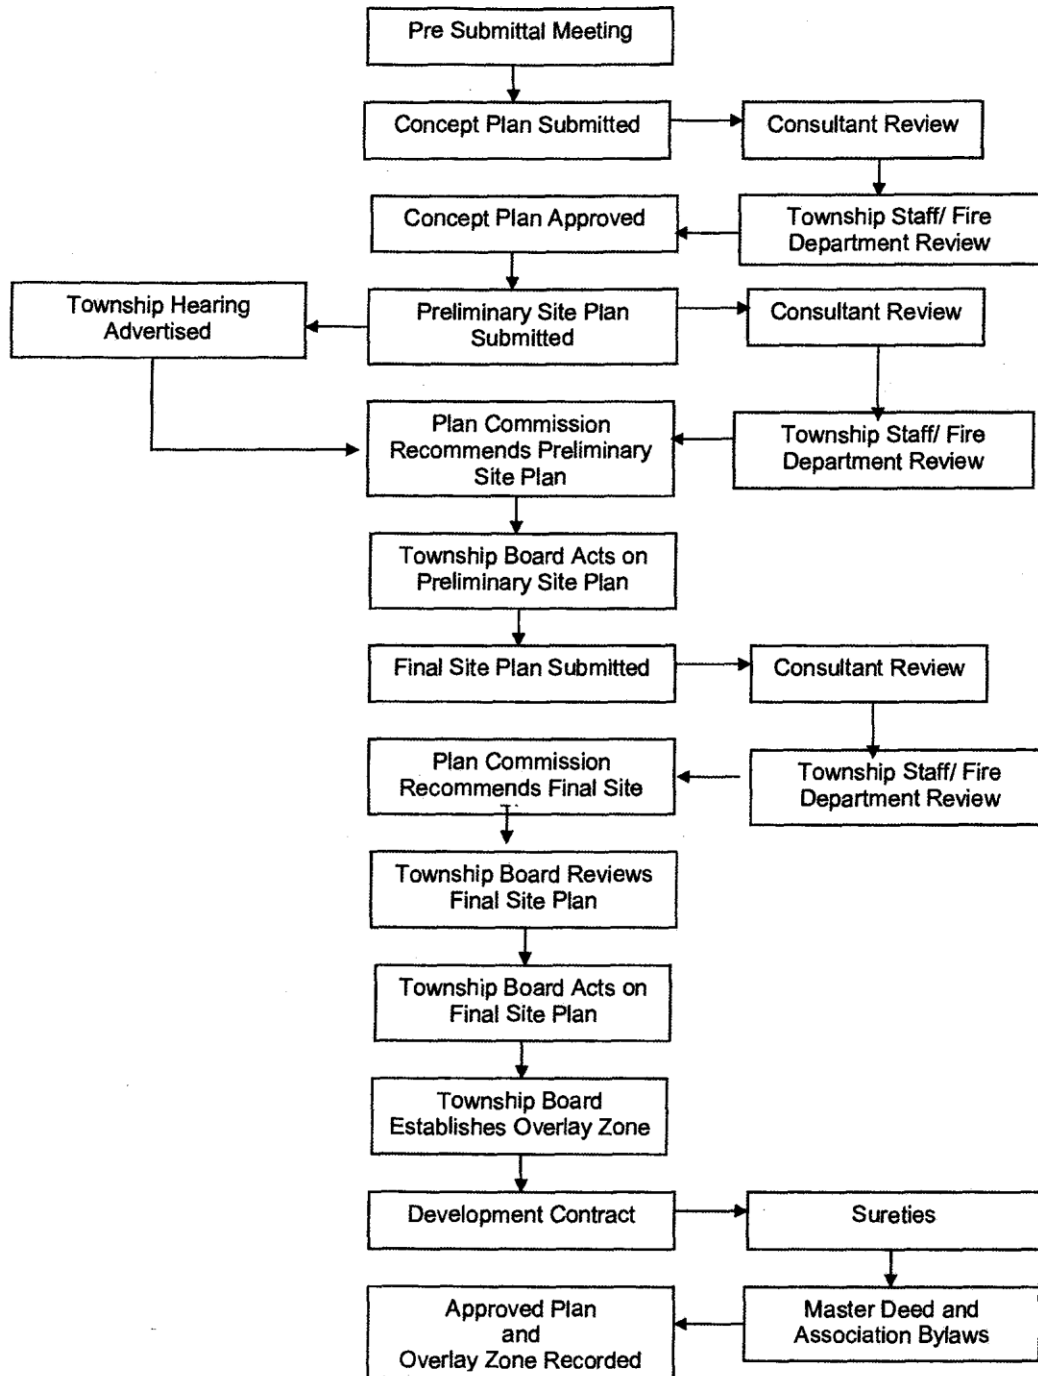 Pre Submittal Meeting
Concept Plan Submitted
Consultant Review
Concept Plan Approved
Township Staff/ Fire
Department Review
Township Hearing
Advertised
Preliminary Site Plan
Submitted
Consultant Review
Plan Commission
Recommends Preliminary
Site Plan
Township Staff/ Fire
Department Review
Township Board Acts on
Preliminary Site Plan
Final Site Plan Submitted
Consultant Review
Plan Commission
Recommends Final Site
Township Staff/ Fire
Department Review
Township Board Reviews
Final Site Plan
Township Board Acts on
Final Site Plan
Township Board
Establishes Overlay Zone
Development Contract
Sureties
Approved Plan
and
Overlay Zone Recorded
Master Deed and
Association Bylaws